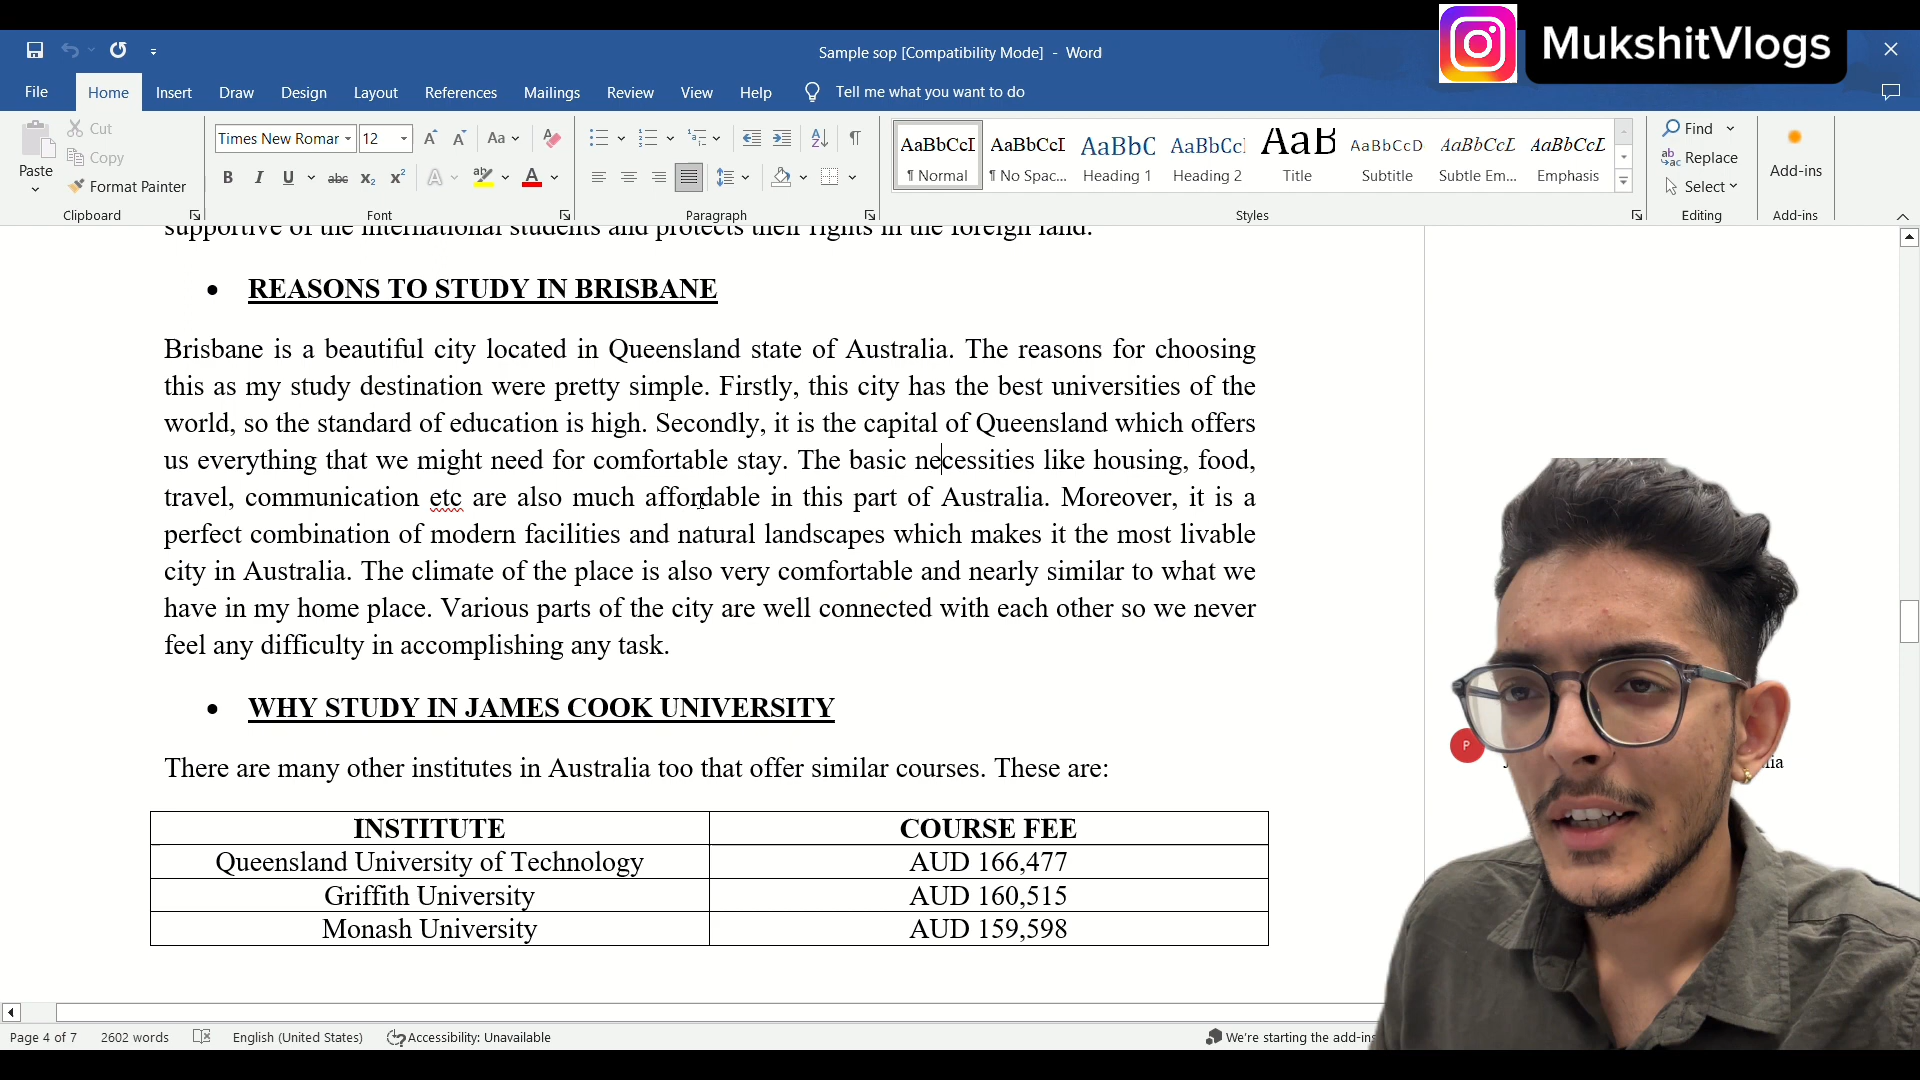 MukshitVlogs
Sample sop [Compatibility Mode] - Word
File Home Insert Draw Design Layout References Mailings Review View Help Tell me what you want to do
Paste
Cut
Copy
Format Painter
Clipboard
Times New Romar 12
Font
Paragraph
AaBbCcI AaBbCcI AaBbC AaBbCc AaB AaBbCcD AaBbCcL AaBbCcL
¶ Normal ¶ No Spac... Heading 1 Heading 2 Title Subtitle Subtle Em... Emphasis
Styles
Find
Replace
Select
Editing
Add-ins
Add-ins
supportive of the international students and protects their rights in the foreign land.
• REASONS TO STUDY IN BRISBANE
Brisbane is a beautiful city located in Queensland state of Australia. The reasons for choosing
this as my study destination were pretty simple. Firstly, this city has the best universities of the
world, so the standard of education is high. Secondly, it is the capital of Queensland which offers
us everything that we might need for comfortable stay. The basic necessities like housing, food,
travel, communication etc are also much affordable in this part of Australia. Moreover, it is a
perfect combination of modern facilities and natural landscapes which makes it the most livable
city in Australia. The climate of the place is also very comfortable and nearly similar to what we
have in my home place. Various parts of the city are well connected with each other so we never
feel any difficulty in accomplishing any task.
• WHY STUDY IN JAMES COOK UNIVERSITY
There are many other institutes in Australia too that offer similar courses. These are:
INSTITUTE COURSE FEE
Queensland University of Technology AUD 166,477
Griffith University AUD 160,515
Monash University AUD 159,598
P
Page 4 of 7 2602 words English (United States) Accessibility: Unavailable We're starting the add-ins